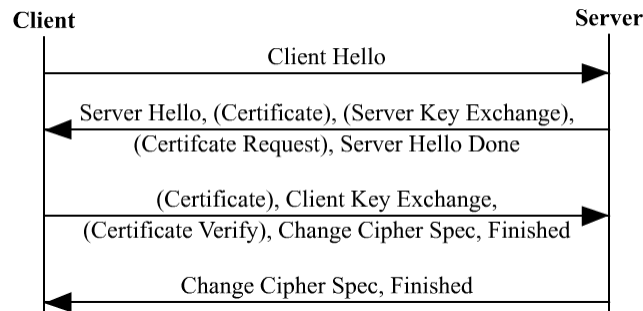 Client
Server
Client Hello
Server Hello, (Certificate), (Server Key Exchange),
(Certifcate Request), Server Hello Done
(Certificate), Client Key Exchange,
(Certificate Verify), Change Cipher Spec, Finished
Change Cipher Spec, Finished